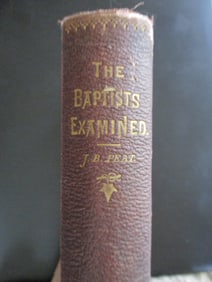 THE
BAPTISTS
EXAMINED.
J. B. PEAT.